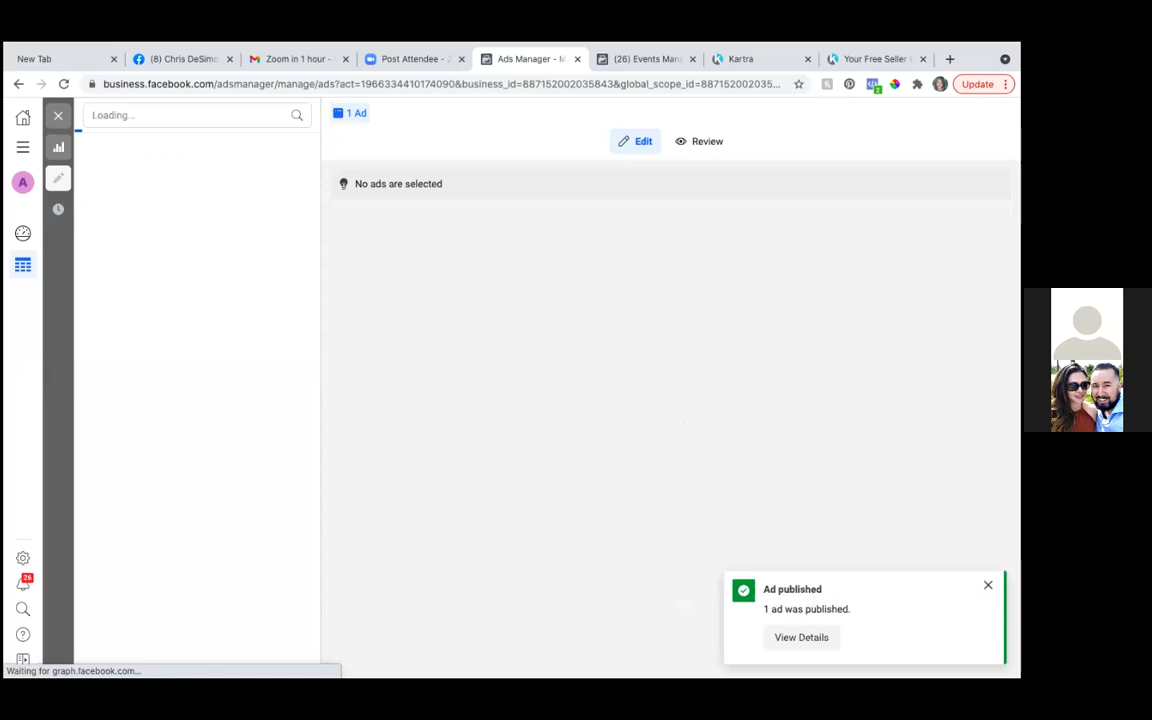 New Tab
(8) Chris DeSimo
Zoom in 1 hour -
Post Attendee - Z
Ads Manager - M
(26) Events Mana
Kartra
Your Free Seller
business.facebook.com/adsmanager/manage/ads?act=1966334410174090&business_id=887152002035843&global_scope_id=887152002035...
2
Update
Loading...
1 Ad
Edit
Review
A
No ads are selected
26
Ad published
1 ad was published.
View Details
Waiting for graph.facebook.com...